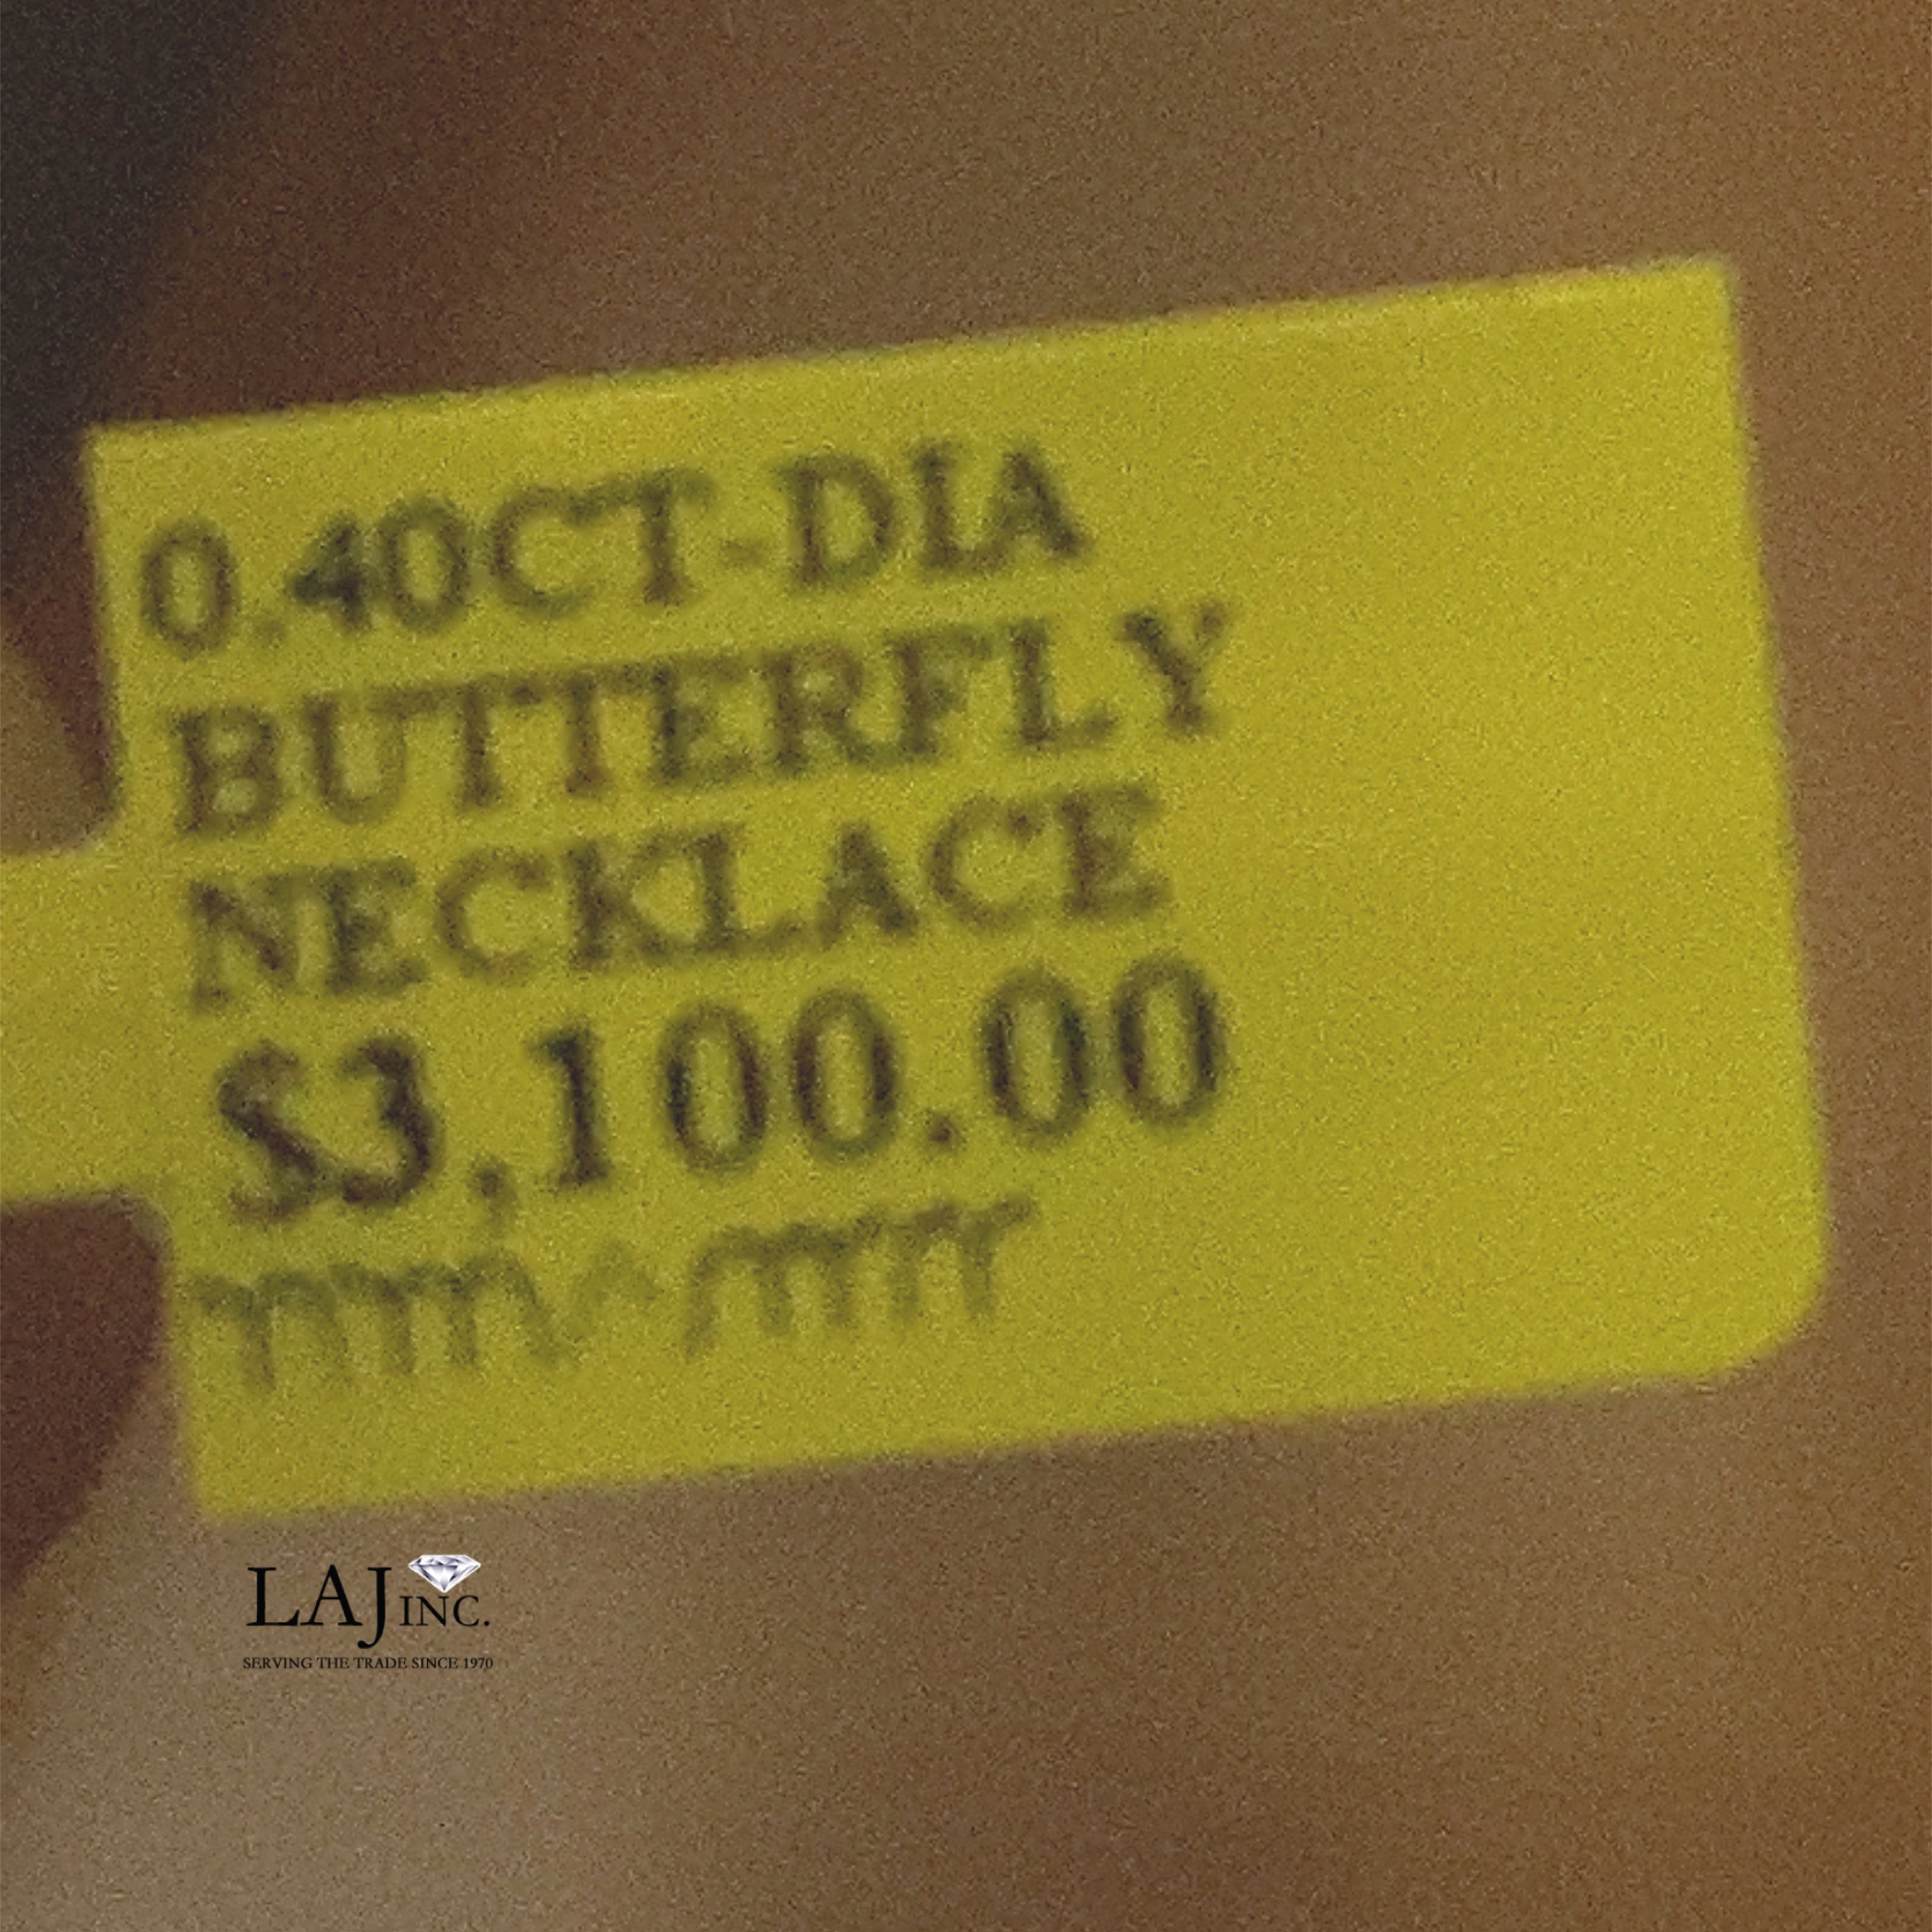 0.40CT-DIA
BUTTERFLY
NECKLACE
$3,100.00
LAJ INC.
SERVING THE TRADE SINCE 1970